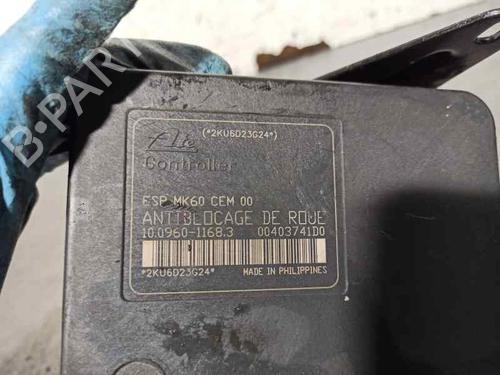 (*2KU6D23G24*)
Ate
Controller
ESP MK60 CEM 00
ANTIBLOCAGE DE ROUE
10.0960-1168.3 00403741D0
*2KU6D23G24* MADE IN PHILIPPINES
B-PARTS